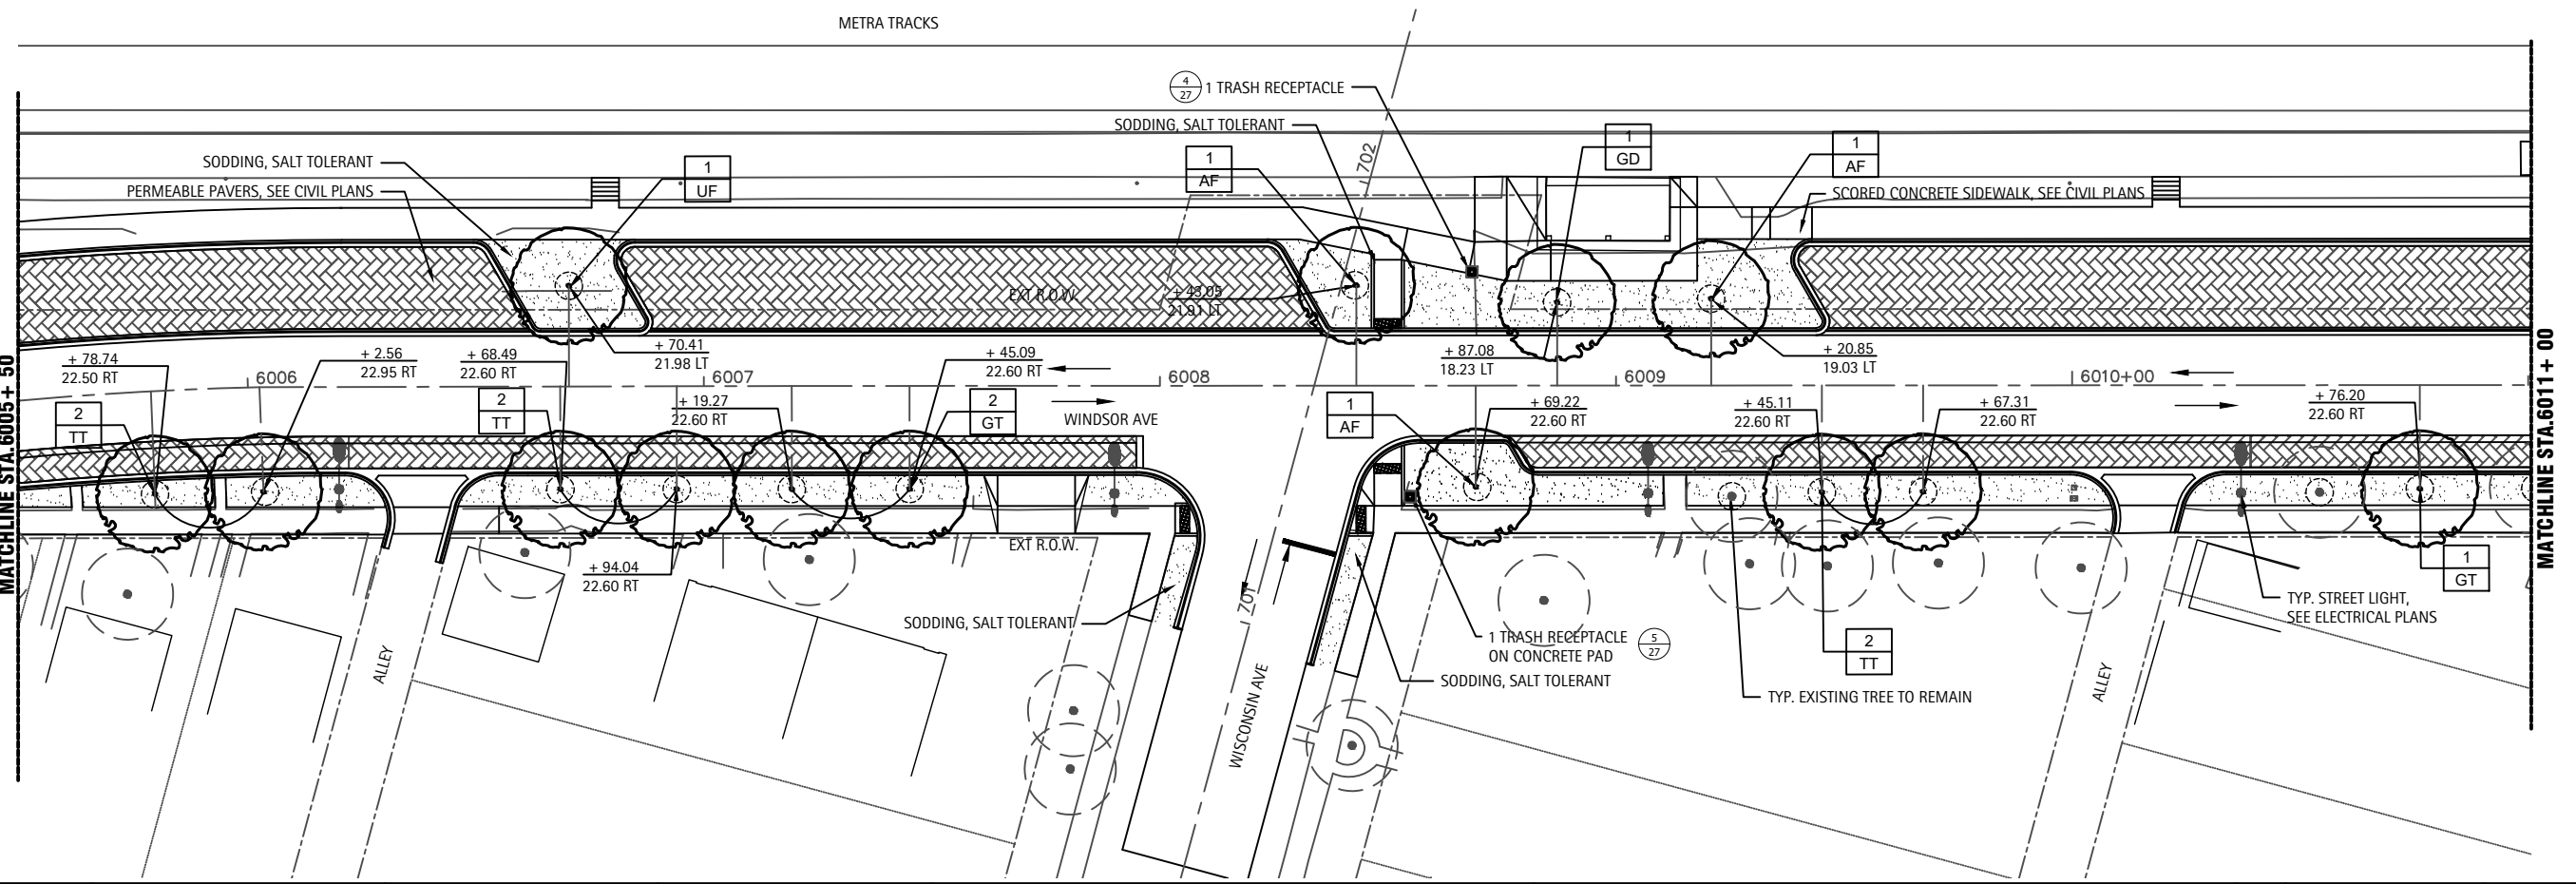 METRA TRACKS
4
27
1 TRASH RECEPTACLE
SODDING, SALT TOLERANT
702
1
GD
1
AF
1
AF
SODDING, SALT TOLERANT
1
UF
PERMEABLE PAVERS, SEE CIVIL PLANS
SCORED CONCRETE SIDEWALK, SEE CIVIL PLANS
EXT R.O.W.
+ 43.05
21.91 LT
MATCHLINE STA.6005+ 50
MATCHLINE STA.6011+ 00
+ 78.74
22.50 RT
+ 2.56
22.95 RT
+ 68.49
22.60 RT
+ 70.41
21.98 LT
+ 45.09
22.60 RT
+ 87.08
18.23 LT
+ 20.85
19.03 LT
6006
6007
6008
6009
6010+00
2
TT
2
TT
+ 19.27
22.60 RT
2
GT
WINDSOR AVE
1
AF
+ 69.22
22.60 RT
+ 45.11
22.60 RT
+ 67.31
22.60 RT
+ 76.20
22.60 RT
EXT R.O.W.
+ 94.04
22.60 RT
1
GT
701
SODDING, SALT TOLERANT
TYP. STREET LIGHT,
SEE ELECTRICAL PLANS
1 TRASH RECEPTACLE
ON CONCRETE PAD
5
27
2
TT
SODDING, SALT TOLERANT
TYP. EXISTING TREE TO REMAIN
ALLEY
WISCONSIN AVE
ALLEY